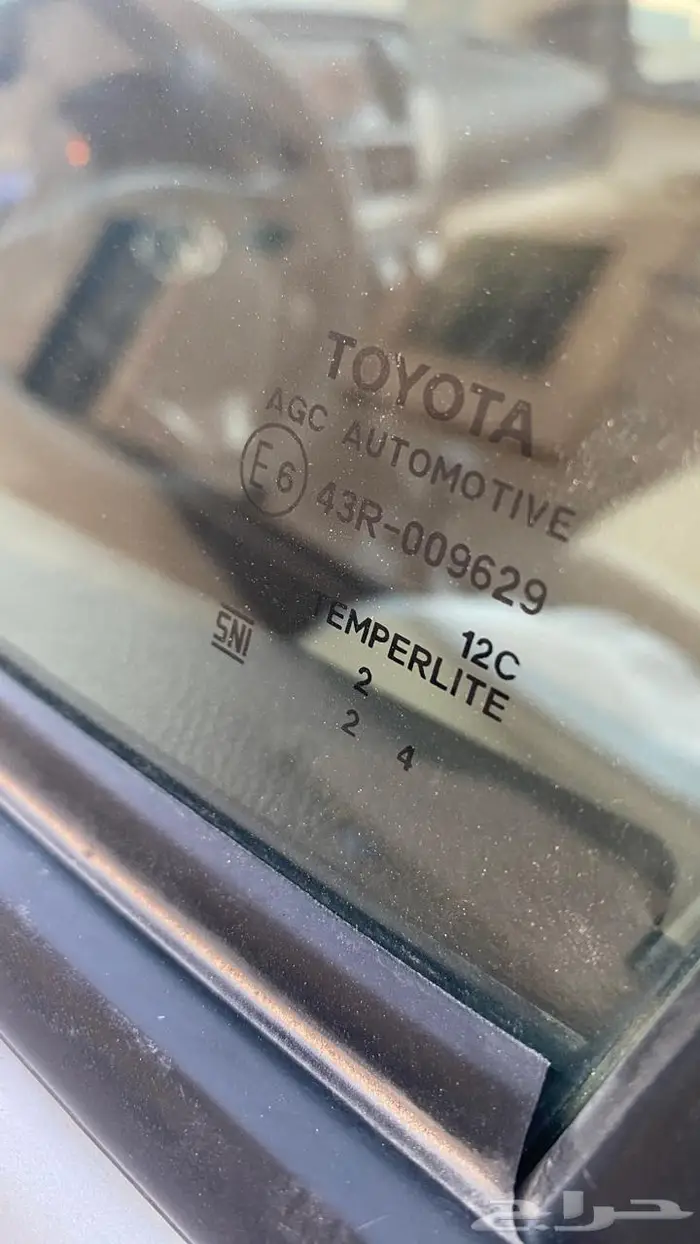 TOYOTA
AGC AUTOMOTIVE
E6 43R-009629
12C
SNI TEMPERLITE
2
2 4
حراج